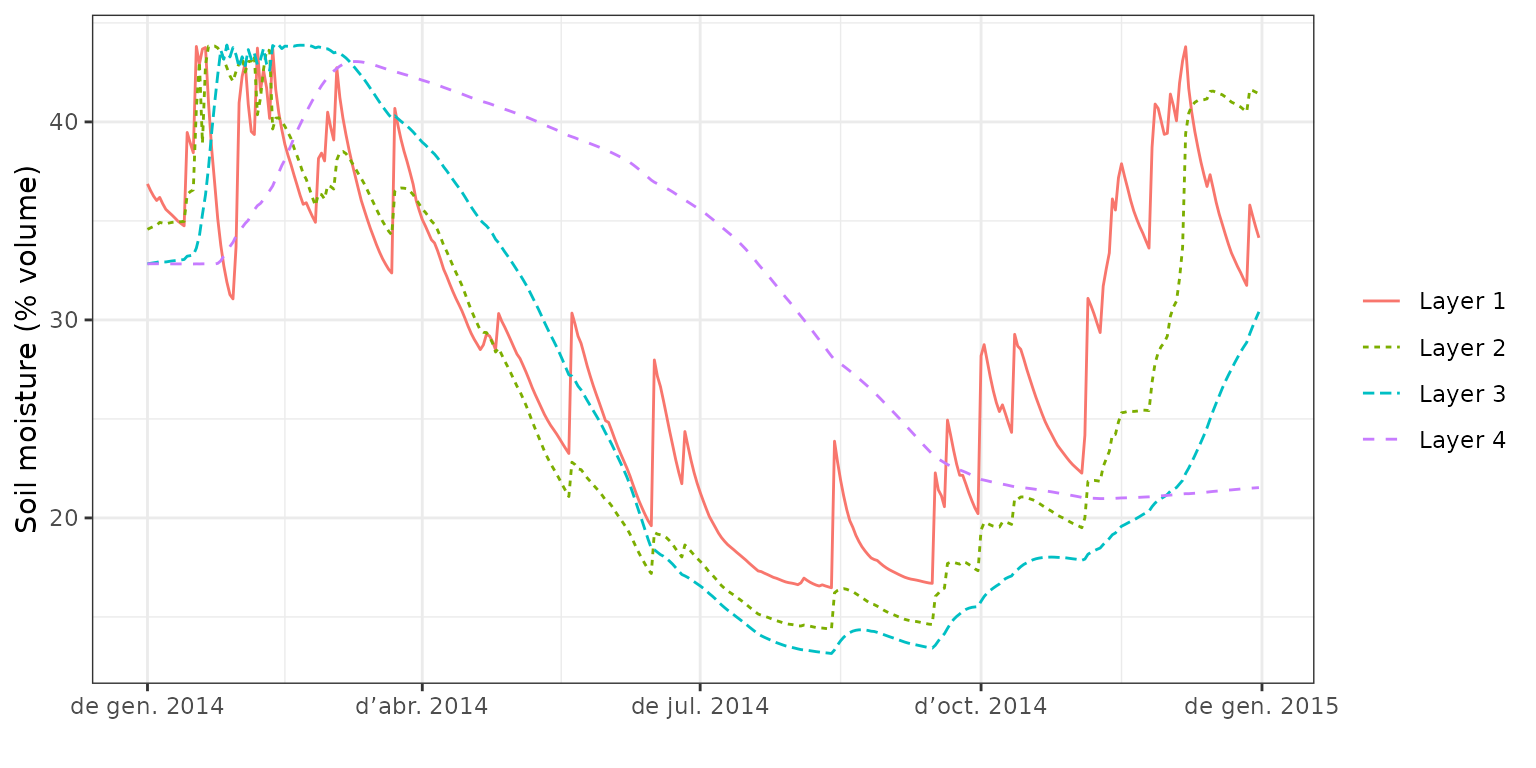 Soil moisture (% volume)
40
30
20
de gen. 2014
d’abr. 2014
de jul. 2014
d’oct. 2014
de gen. 2015
Layer 1
Layer 2
Layer 3
Layer 4